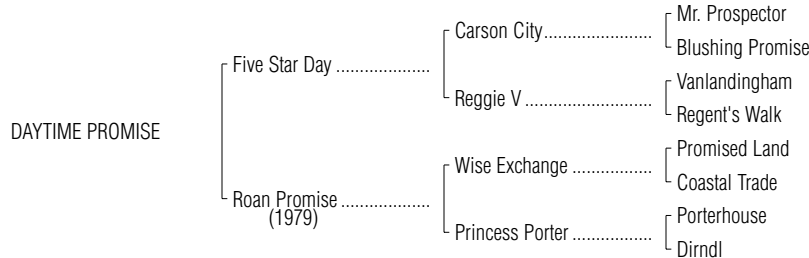 Mr. Prospector
Carson City........................
Blushing Promise
Five Star Day ....................
Vanlandingham
Reggie V ...........................
Regent's Walk
DAYTIME PROMISE
Promised Land
Wise Exchange .................
Coastal Trade
Roan Promise ...................
(1979)
Porterhouse
Princess Porter .................
Dirndl